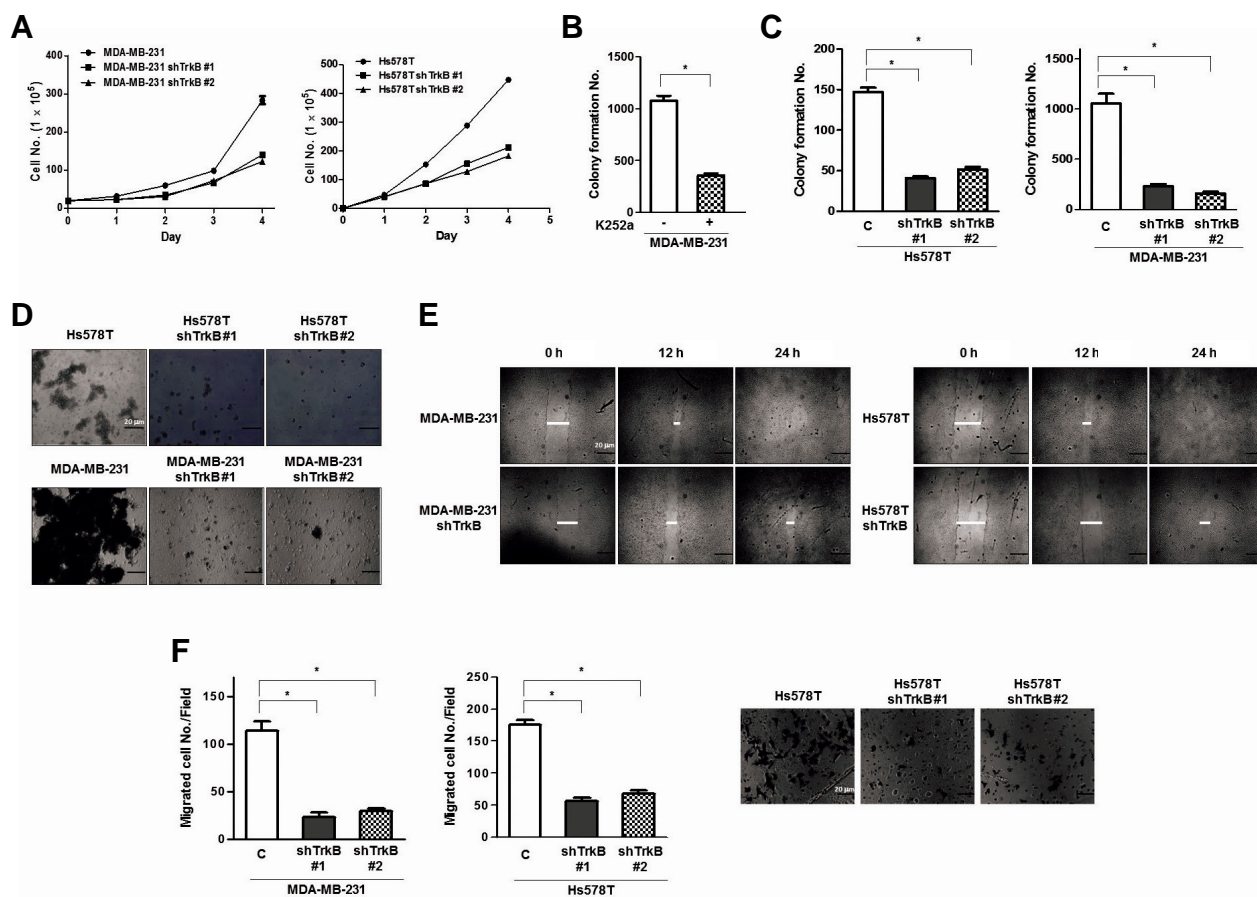 A
MDA-MB-231
MDA-MB-231 shTrkB #1
MDA-MB-231 shTrkB #2
Cell No. (1 × 10⁵)
400
300
200
100
0
0 1 2 3 4
Day
Hs578T
Hs578T shTrkB #1
Hs578T shTrkB #2
Cell No. (1 × 10⁵)
500
400
300
200
100
0
0 1 2 3 4 5
Day
B
Colony formation No.
1500
1000
500
0
*
K252a - +
MDA-MB-231
C
Colony formation No.
200
150
100
50
0
*
*
C shTrkB shTrkB
#1 #2
Hs578T
Colony formation No.
1500
1000
500
0
*
*
C shTrkB shTrkB
#1 #2
MDA-MB-231
D
Hs578T
Hs578T
shTrkB#1
Hs578T
shTrkB#2
20 µm
MDA-MB-231
MDA-MB-231
shTrkB#1
MDA-MB-231
shTrkB#2
E
0 h 12 h 24 h
MDA-MB-231
20 µm
MDA-MB-231
shTrkB
0 h 12 h 24 h
Hs578T
Hs578T
shTrkB
F
Migrated cell No./Field
150
100
50
0
*
*
C shTrkB shTrkB
#1 #2
MDA-MB-231
Migrated cell No./Field
250
200
150
100
50
0
*
*
C shTrkB shTrkB
#1 #2
Hs578T
Hs578T
Hs578T
shTrkB#1
Hs578T
shTrkB#2
20 µm